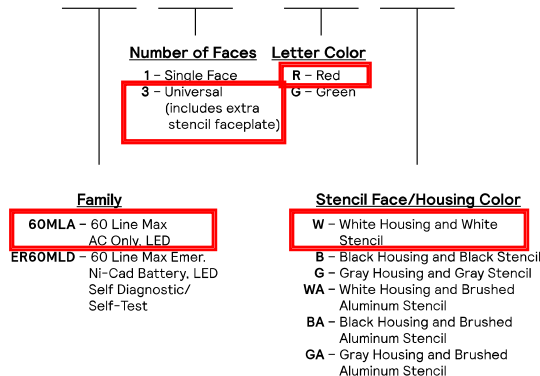 Number of Faces
1 – Single Face
3 – Universal
(includes extra
stencil faceplate)
Letter Color
R – Red
G – Green
Family
60MLA – 60 Line Max
AC Only, LED
ER60MLD – 60 Line Max Emer.
Ni-Cad Battery, LED
Self Diagnostic/
Self-Test
Stencil Face/Housing Color
W – White Housing and White
Stencil
B – Black Housing and Black Stencil
G – Gray Housing and Gray Stencil
WA – White Housing and Brushed
Aluminum Stencil
BA – Black Housing and Brushed
Aluminum Stencil
GA – Gray Housing and Brushed
Aluminum Stencil